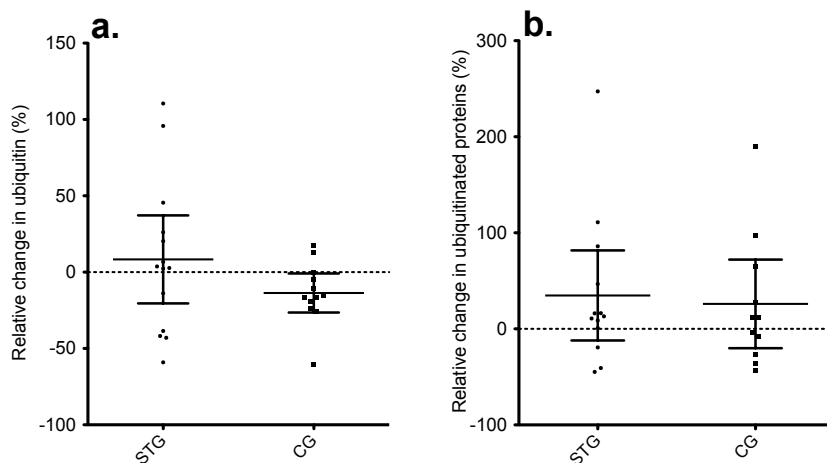 a.
Relative change in ubiquitin (%)
150
100
50
0
-50
-100
STG
CG
b.
Relative change in ubiquitinated proteins (%)
300
200
100
0
-100
STG
CG